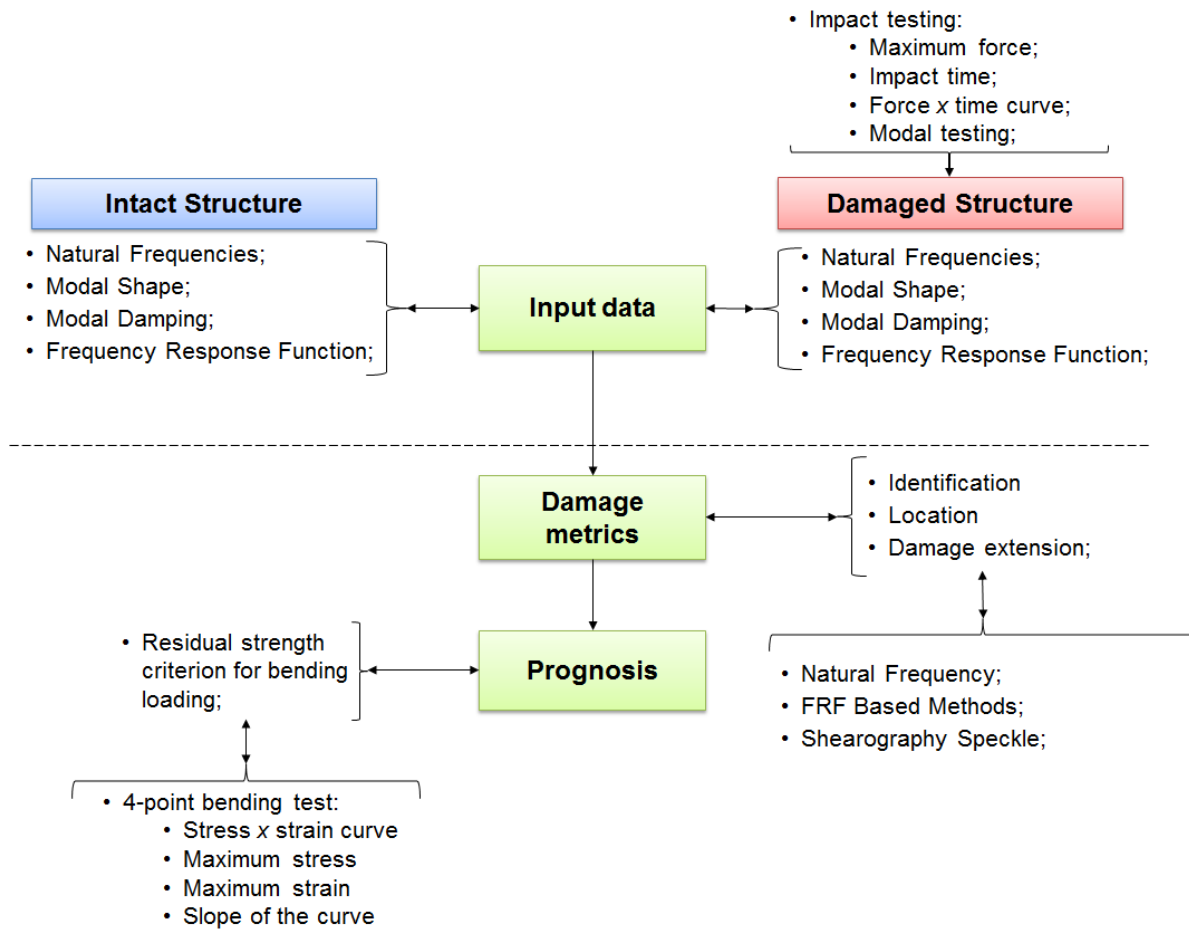 • Impact testing:
• Maximum force;
• Impact time;
• Force x time curve;
• Modal testing;
Intact Structure
Damaged Structure
• Natural Frequencies;
• Modal Shape;
• Modal Damping;
• Frequency Response Function;
Input data
• Natural Frequencies;
• Modal Shape;
• Modal Damping;
• Frequency Response Function;
Damage
metrics
• Identification
• Location
• Damage extension;
• Residual strength
criterion for bending
loading;
Prognosis
• Natural Frequency;
• FRF Based Methods;
• Shearography Speckle;
• 4-point bending test:
• Stress x strain curve
• Maximum stress
• Maximum strain
• Slope of the curve